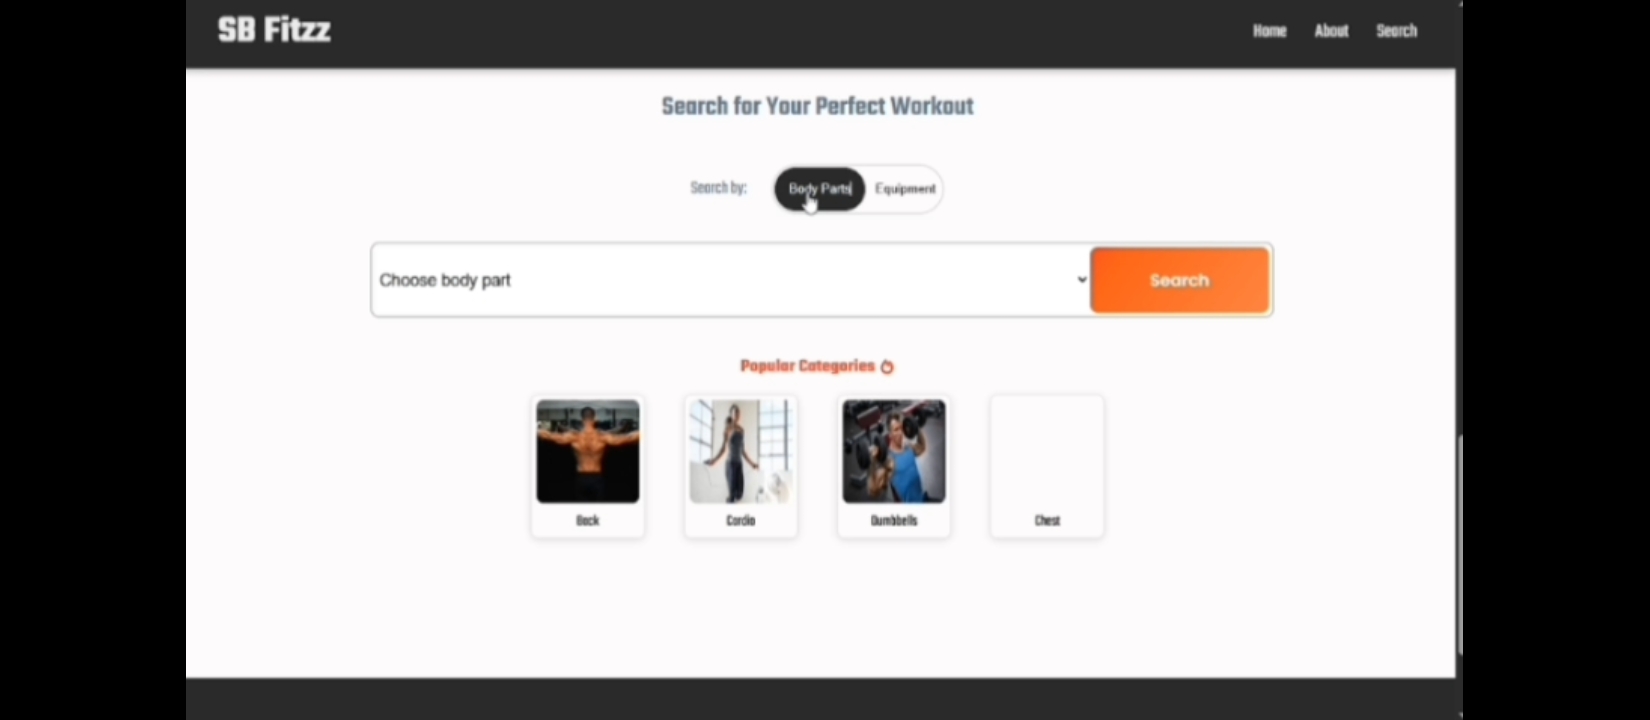 SB Fitzz
Home About Search
Search for Your Perfect Workout
Search by: Body Parts Equipment
Choose body part Search
Popular Categories
Back Cardio Dumbbells Chest